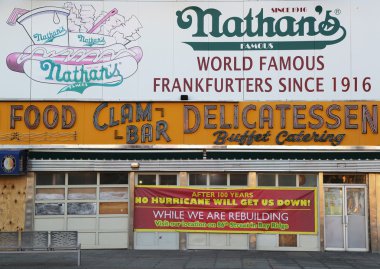 Nathan's
Nathan's
Nathan's
SINCE 1916
Nathan's
FAMOUS
WORLD FAMOUS
FRANKFURTERS SINCE 1916
FOOD CLAM BAR DELICATESSEN
Buffet Catering
AFTER 100 YEARS
NO HURRICANE WILL GET US DOWN!
WHILE WE ARE REBUILDING
Visit our location on 86th Street in Bay Ridge